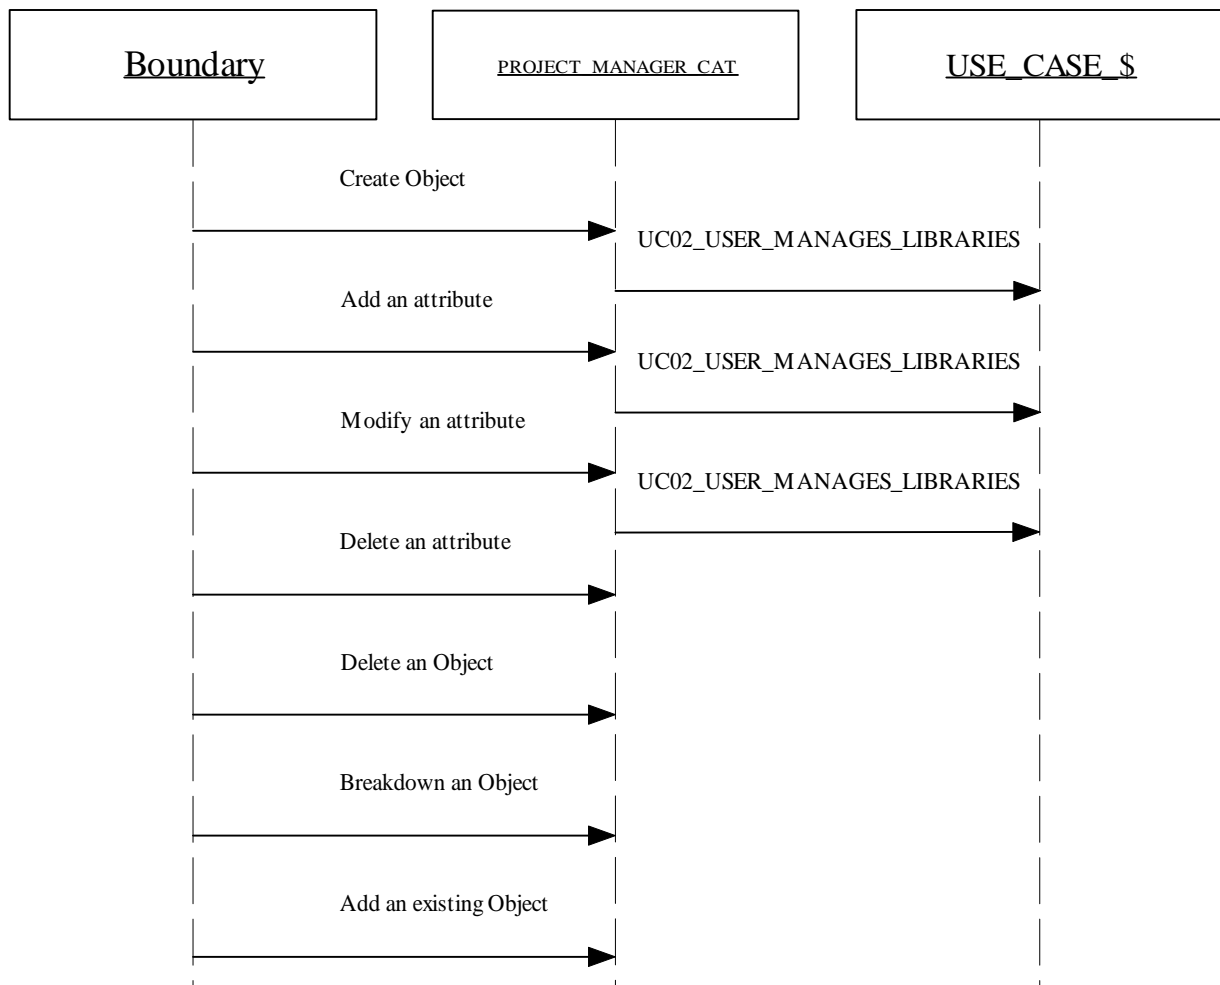 Boundary
PROJECT_MANAGER_CAT
USE_CASE_$
Create Object
UC02_USER_MANAGES_LIBRARIES
Add an attribute
UC02_USER_MANAGES_LIBRARIES
Modify an attribute
UC02_USER_MANAGES_LIBRARIES
Delete an attribute
Delete an Object
Breakdown an Object
Add an existing Object